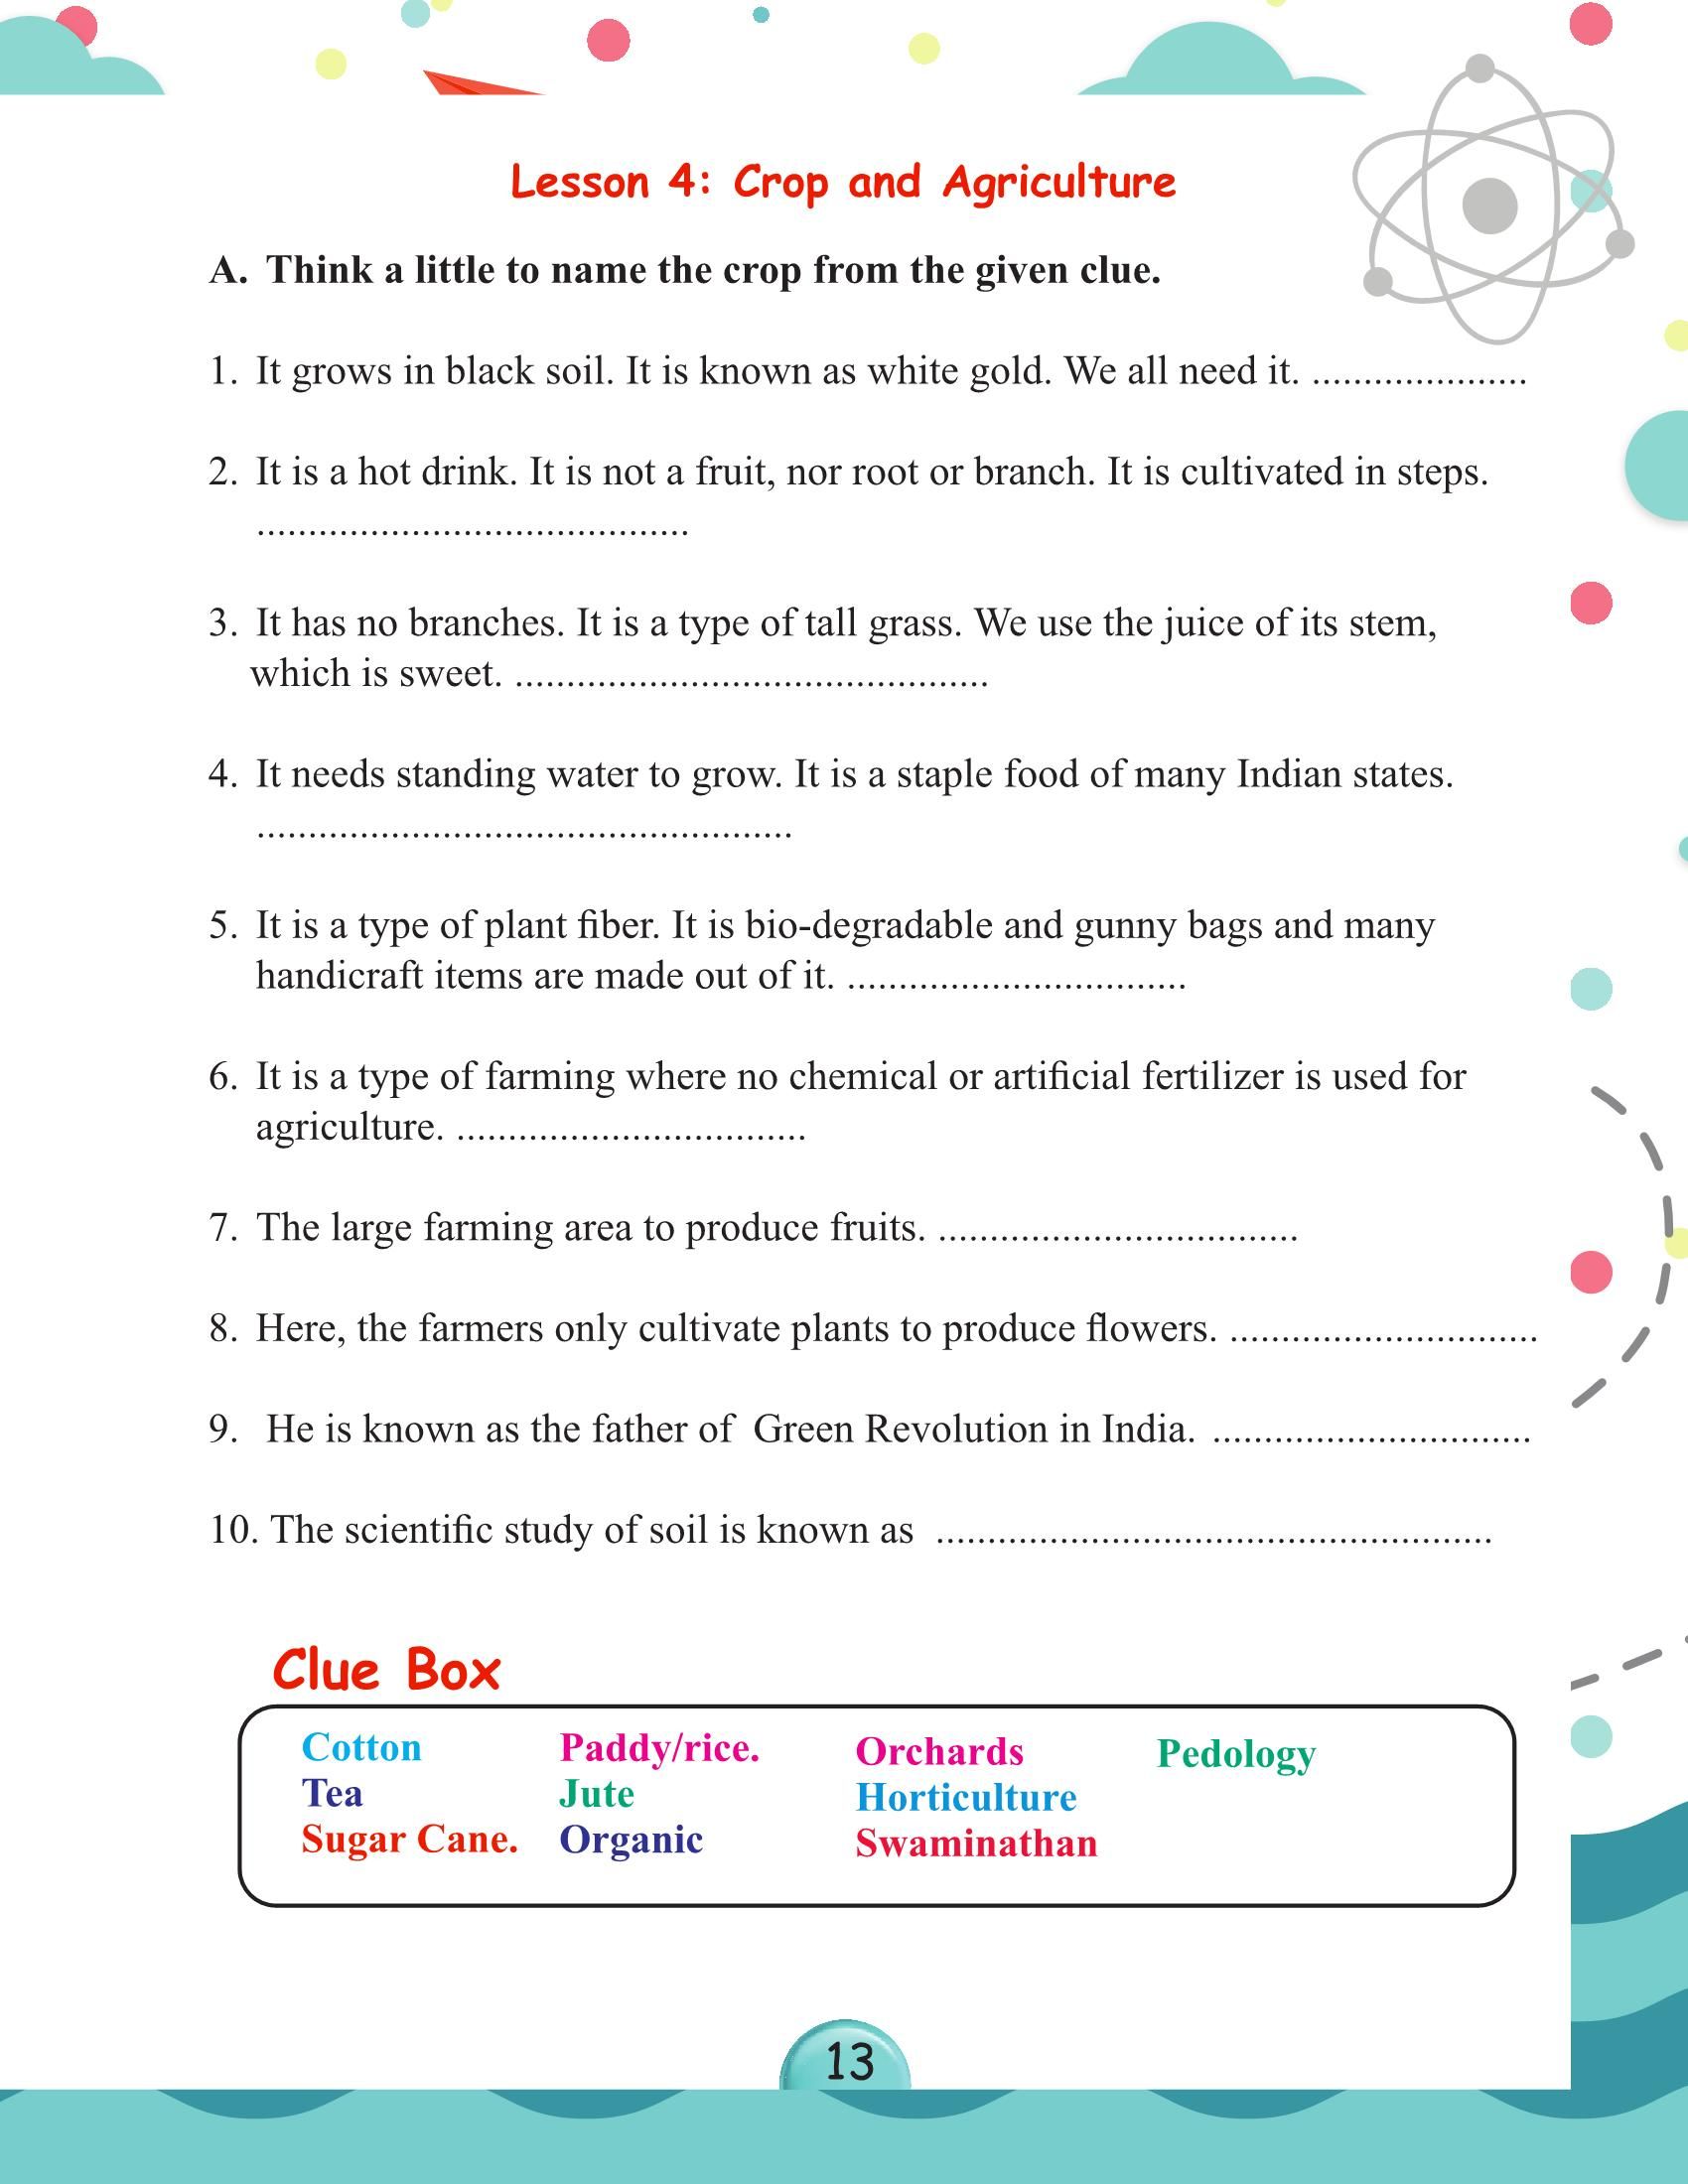 Lesson 4: Crop and Agriculture
A. Think a little to name the crop from the given clue.
1. It grows in black soil. It is known as white gold. We all need it. .....................
2. It is a hot drink. It is not a fruit, nor root or branch. It is cultivated in steps.
..........................................
3. It has no branches. It is a type of tall grass. We use the juice of its stem,
which is sweet. ..............................................
4. It needs standing water to grow. It is a staple food of many Indian states.
....................................................
5. It is a type of plant fiber. It is bio-degradable and gunny bags and many
handicraft items are made out of it. .................................
6. It is a type of farming where no chemical or artificial fertilizer is used for
agriculture. ..................................
7. The large farming area to produce fruits. ...................................
8. Here, the farmers only cultivate plants to produce flowers. ..............................
9. He is known as the father of Green Revolution in India. ...............................
10. The scientific study of soil is known as ......................................................
Clue Box
Cotton Paddy/rice. Orchards Pedology
Tea Jute Horticulture
Sugar Cane. Organic Swaminathan
13